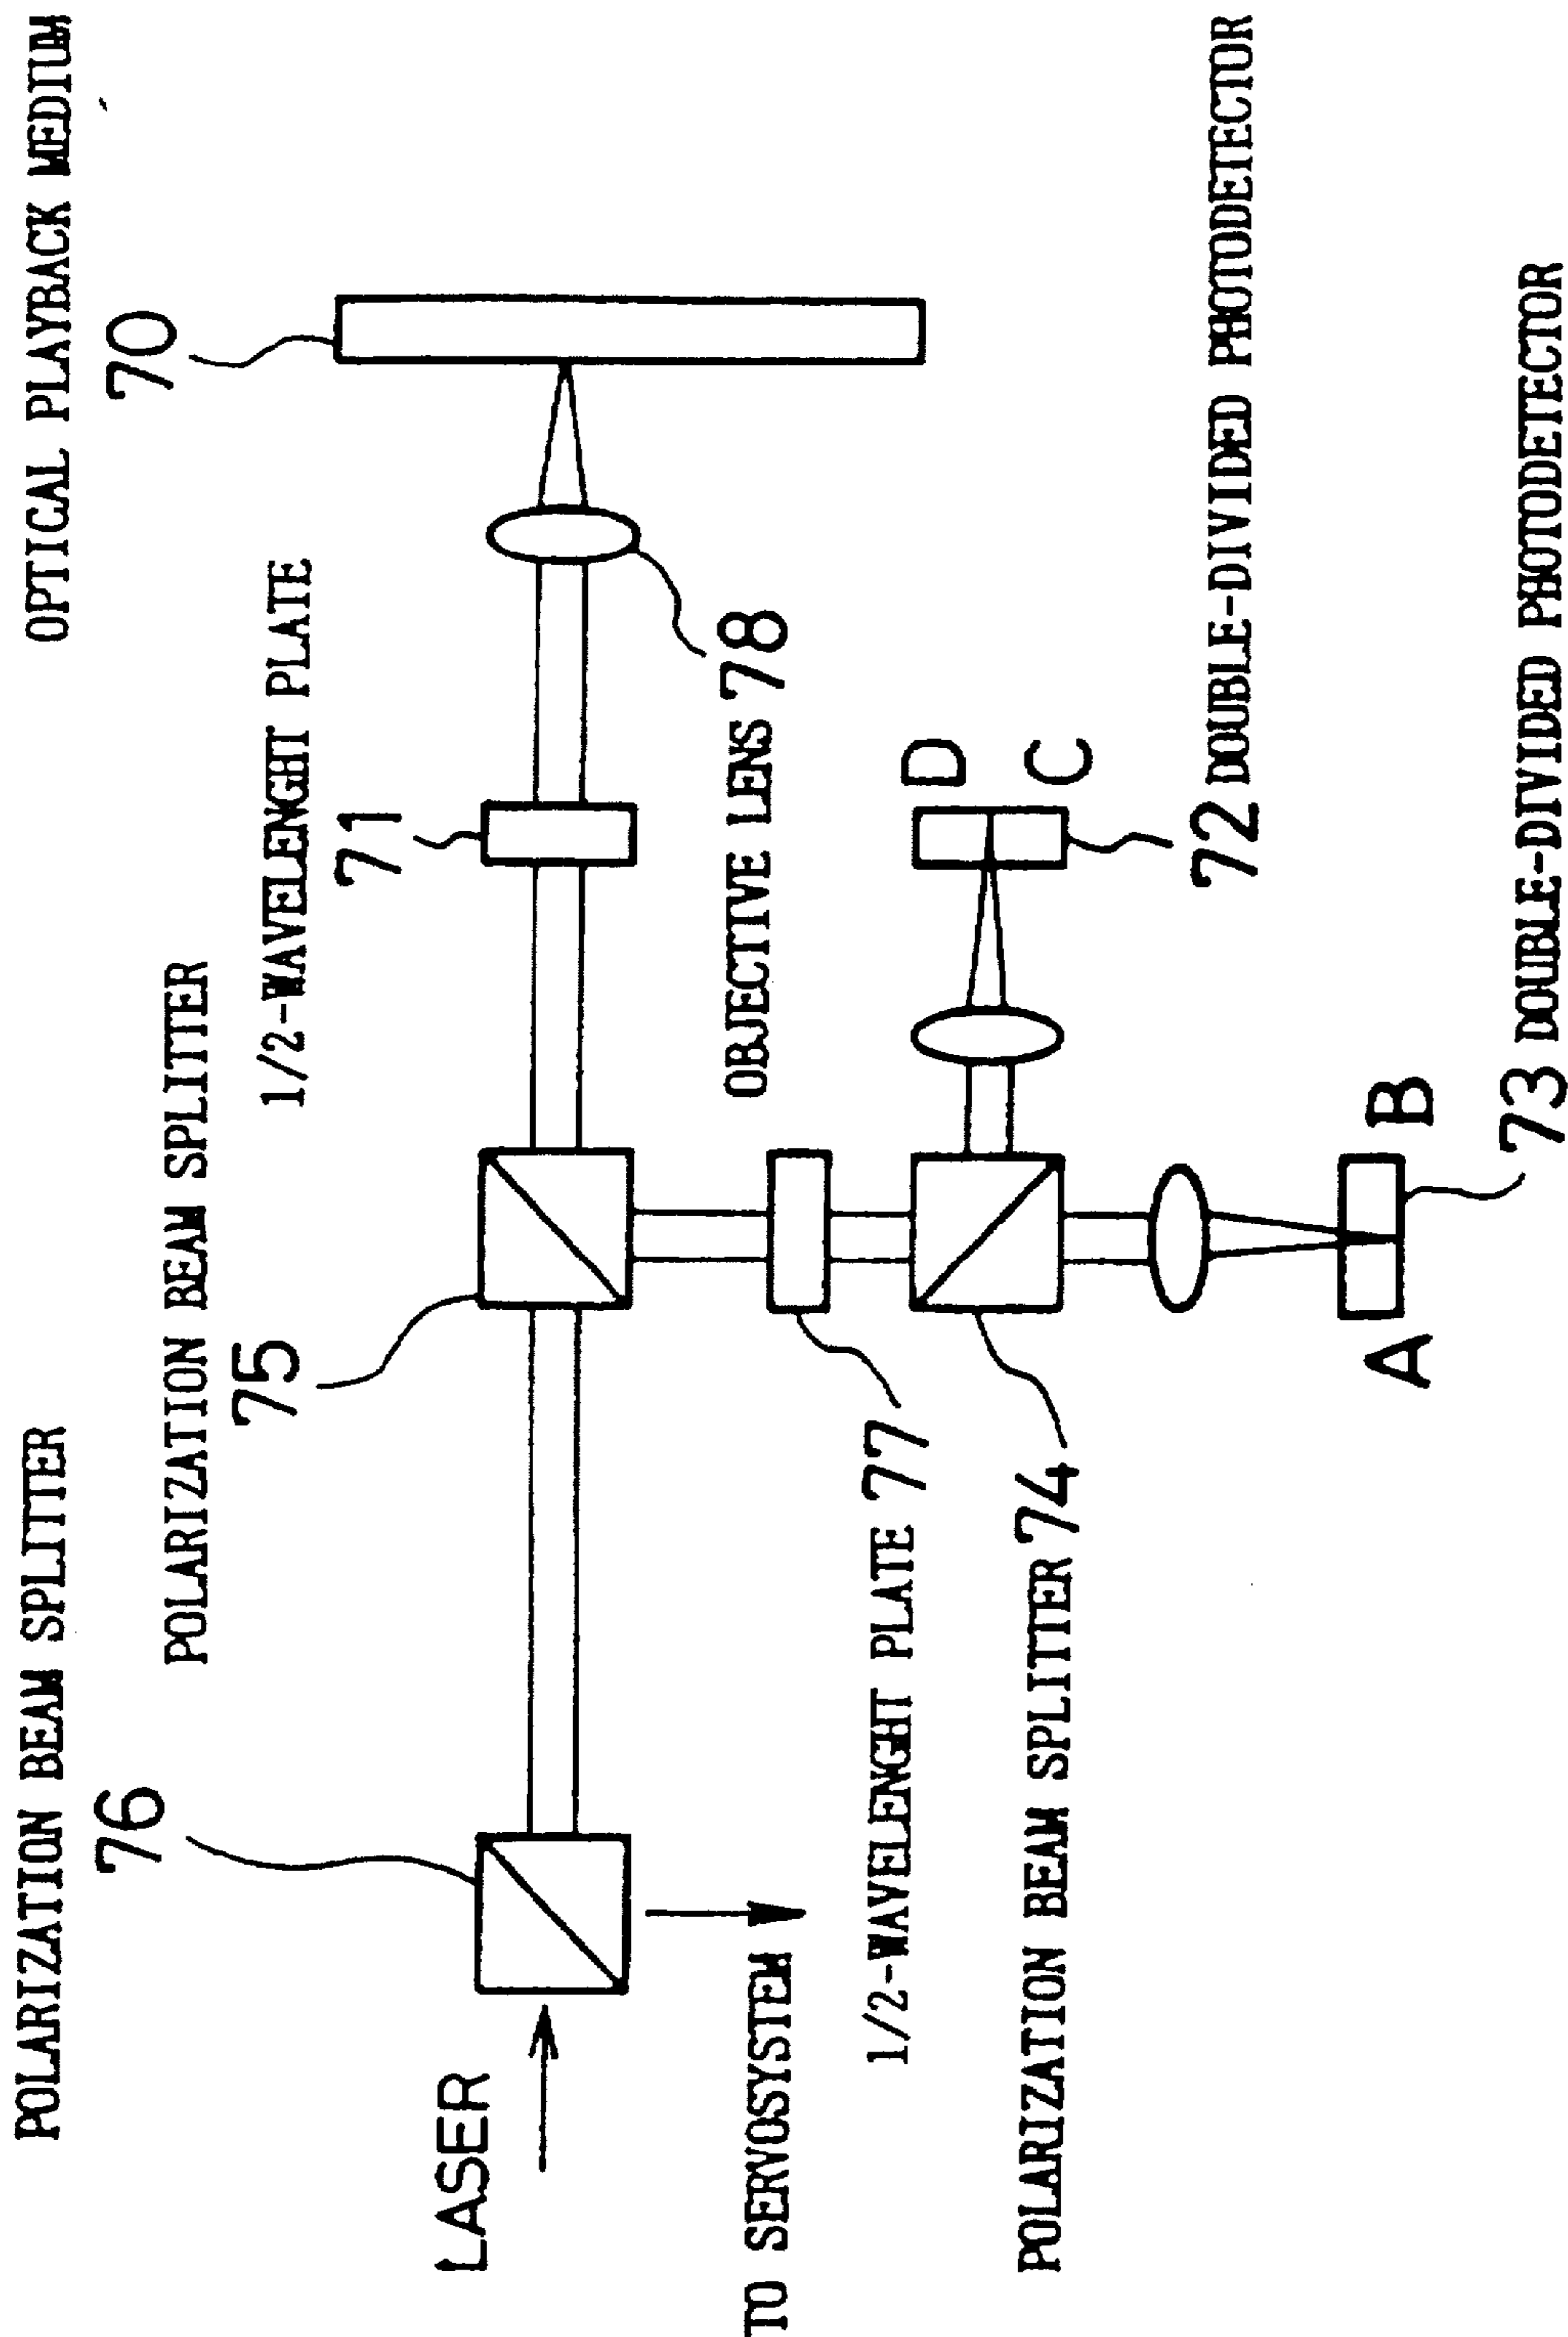 POLARIZATION BEAM SPLITTER
76
OPTICAL PLAYBACK MEDIUM
70
POLARIZATION BEAM SPLITTER
75
1/2-WAVELENGHT PLATE
71
LASER
TO SERVOSYSTEM
OBJECTIVE LENS 78
1/2-WAVELENGHT PLATE 77
D
C
POLARIZATION BEAM SPLITTER 74
72 DOUBLE-DIVIDED PHOTODETECTOR
A
B
73 DOUBLE-DIVIDED PHOTODETECTOR